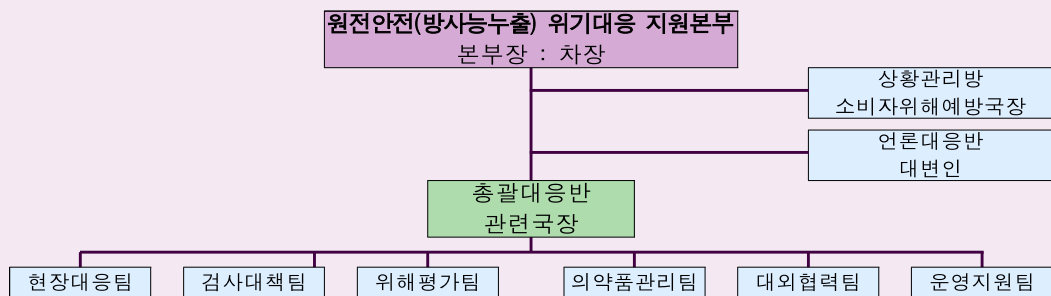 원전안전(방사능누출) 위기대응 지원본부
본부장 : 차장
상황관리방
소비자위해예방국장
언론대응반
대변인
총괄대응반
관련국장
현장대응팀
검사대책팀
위해평가팀
의약품관리팀
대외협력팀
운영지원팀